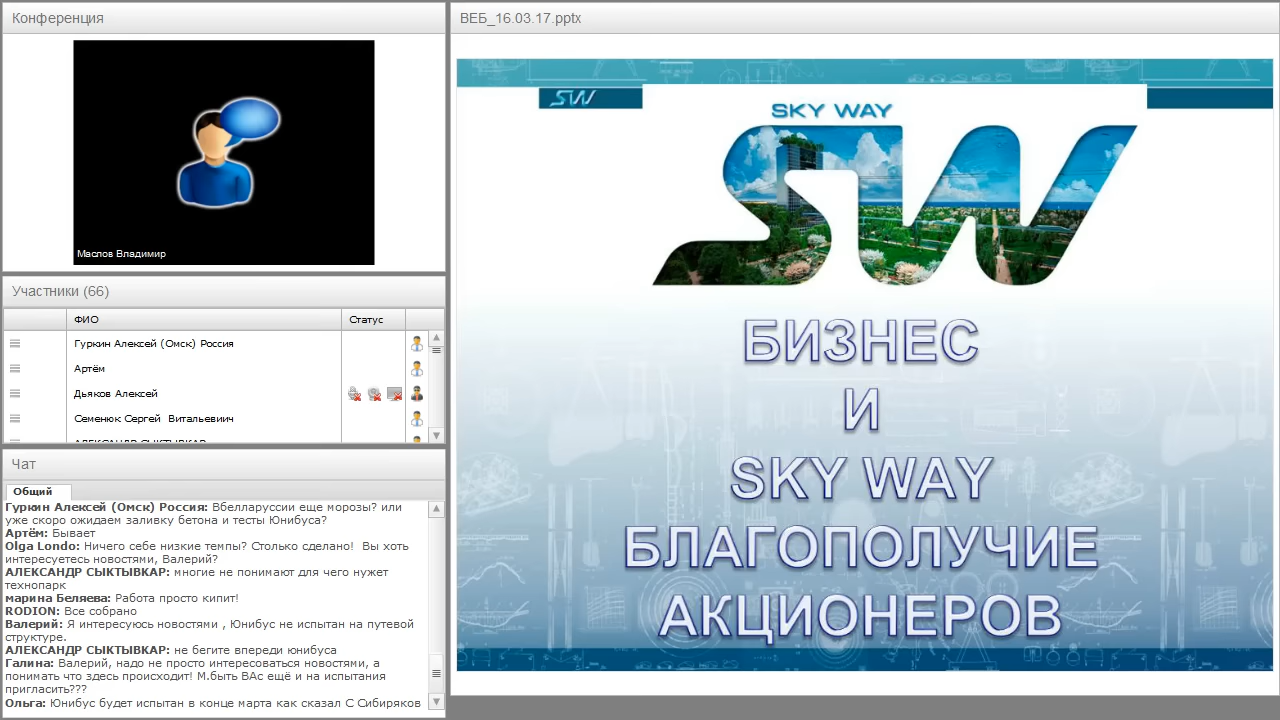 Конференция
Маслов Владимир
Участники (66)
ФИО
Статус
Гуркин Алексей (Омск) Россия
Артём
Дьяков Алексей
Семенюк Сергей  Витальевиич
АЛЕКСАНДР СЫКТЫВКАР
Чат
Общий
Гуркин Алексей (Омск) Россия: Вбелларуссии еще морозы? или
уже скоро ожидаем заливку бетона и тесты Юнибуса?
Артём: Бывает
Olga Londo: Ничего себе низкие темпы? Столько сделано!  Вы хоть
интересуетесь новостями, Валерий?
АЛЕКСАНДР СЫКТЫВКАР: многие не понимают для чего нужет
технопарк
марина Беляева: Работа просто кипит!
RODION: Все собрано
Валерий: Я интересуюсь новостями , Юнибус не испытан на путевой
структуре.
АЛЕКСАНДР СЫКТЫВКАР: не бегите впереди юнибуса
Галина: Валерий, надо не просто интересоваться новостями, а
понимать что здесь происходит! М.быть ВАс ещё и на испытания
пригласить???
Ольга: Юнибус будет испытан в конце марта как сказал С Сибиряков
ВЕБ_16.03.17.pptx
SW
SKY WAY
SW
БИЗНЕС
И
SKY WAY
БЛАГОПОЛУЧИЕ
АКЦИОНЕРОВ